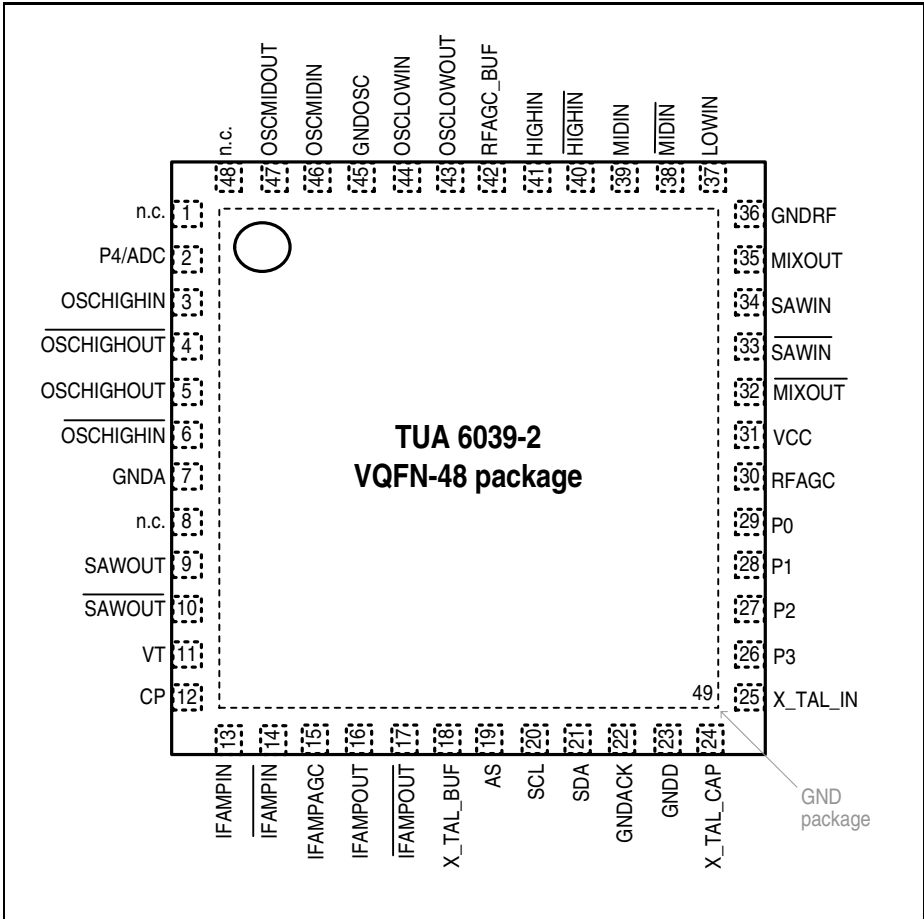 n.c.
OSCMIDOUT
OSCMIDIN
GNDOSC
OSCLOWIN
OSCLOWOUT
RFAGC_BUF
HIGHIN
HIGHIN
MIDIN
MIDIN
LOWIN
48 47 46 45 44 43 42 41 40 39 38 37
n.c. 1
P4/ADC 2
OSCHIGHIN 3
OSCHIGHOUT 4
OSCHIGHOUT 5
OSCHIGHIN 6
GNDA 7
n.c. 8
SAWOUT 9
SAWOUT 10
VT 11
CP 12
TUA 6039-2
VQFN-48 package
36 GNDRF
35 MIXOUT
34 SAWIN
33 SAWIN
32 MIXOUT
31 VCC
30 RFAGC
29 P0
28 P1
27 P2
26 P3
25 X_TAL_IN
49
13 14 15 16 17 18 19 20 21 22 23 24
IFAMPIN
IFAMPIN
IFAMPAGC
IFAMPOUT
IFAMPOUT
X_TAL_BUF
AS
SCL
SDA
GNDACK
GNDD
X_TAL_CAP
GND
package